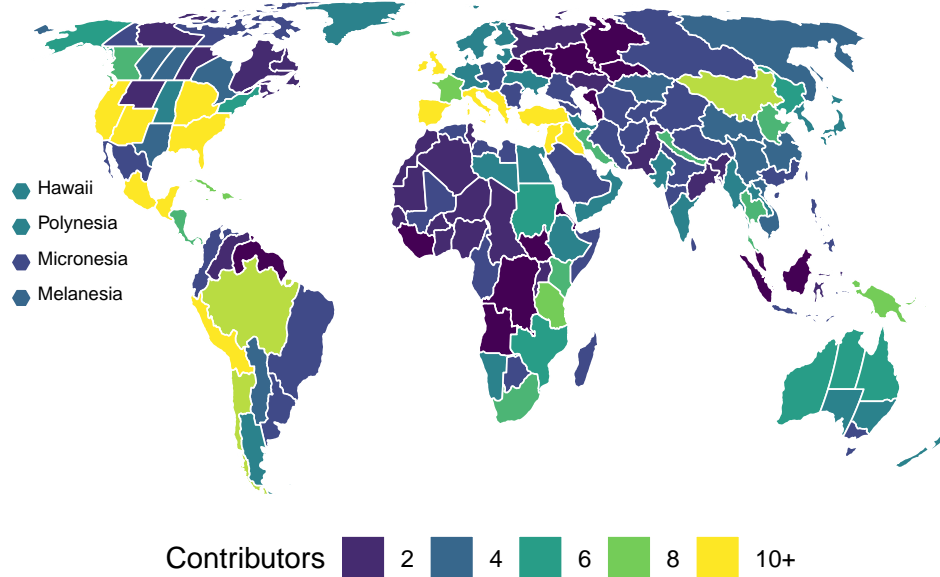 Hawaii
Polynesia
Micronesia
Melanesia
Contributors 2 4 6 8 10+